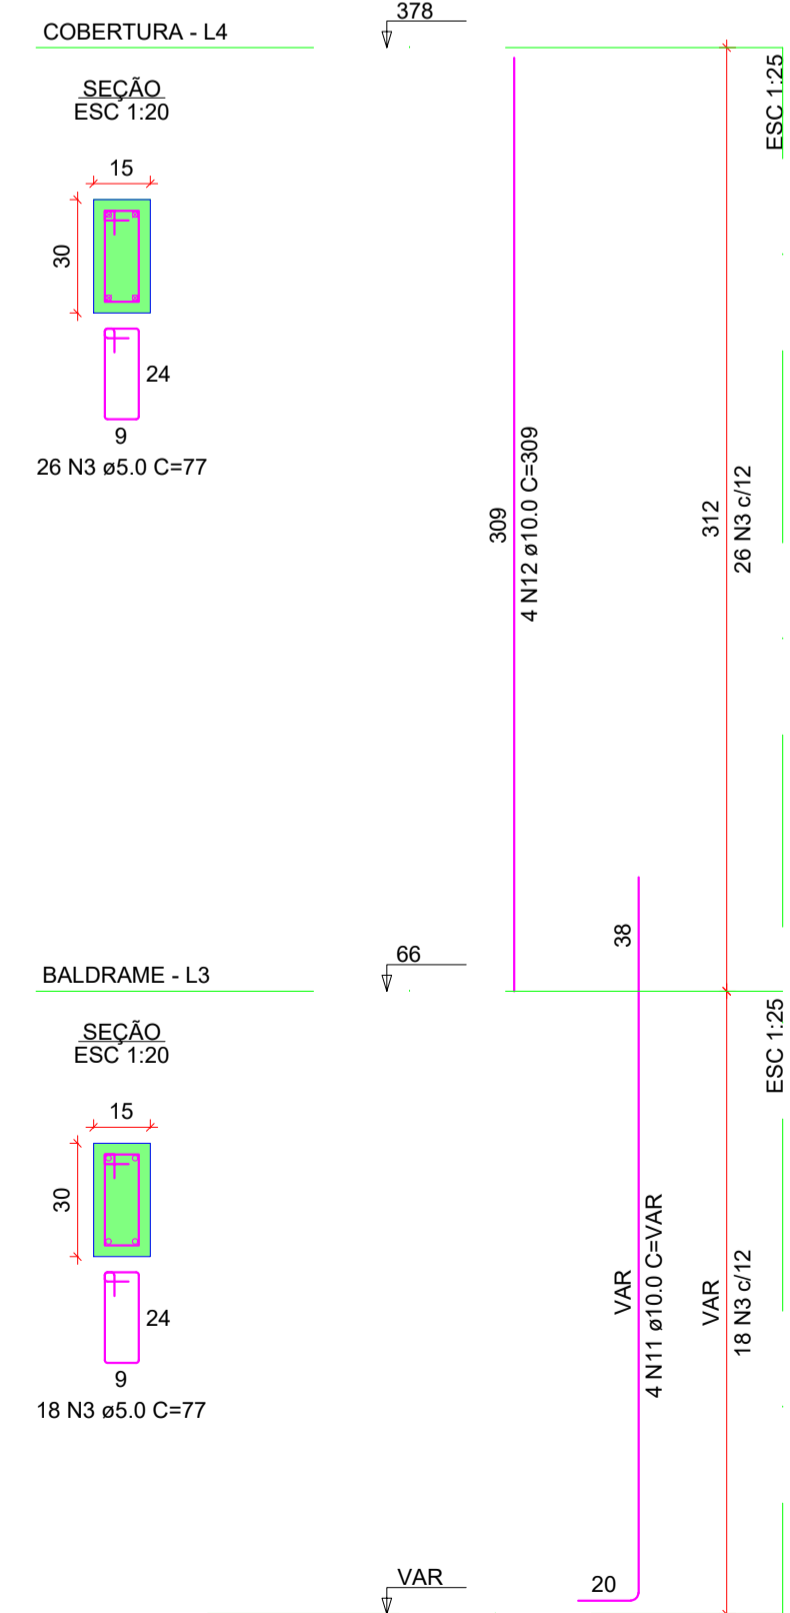 COBERTURA - L4
378
SEÇÃO
ESC 1:20
15
30
24
9
26 N3 ø5.0 C=77
309
4 N12 ø10.0 C=309
312
26 N3 c/12
ESC 1:25
38
BALDRAME - L3
66
SEÇÃO
ESC 1:20
15
30
24
9
18 N3 ø5.0 C=77
VAR
4 N11 ø10.0 C=VAR
VAR
18 N3 c/12
ESC 1:25
20
VAR